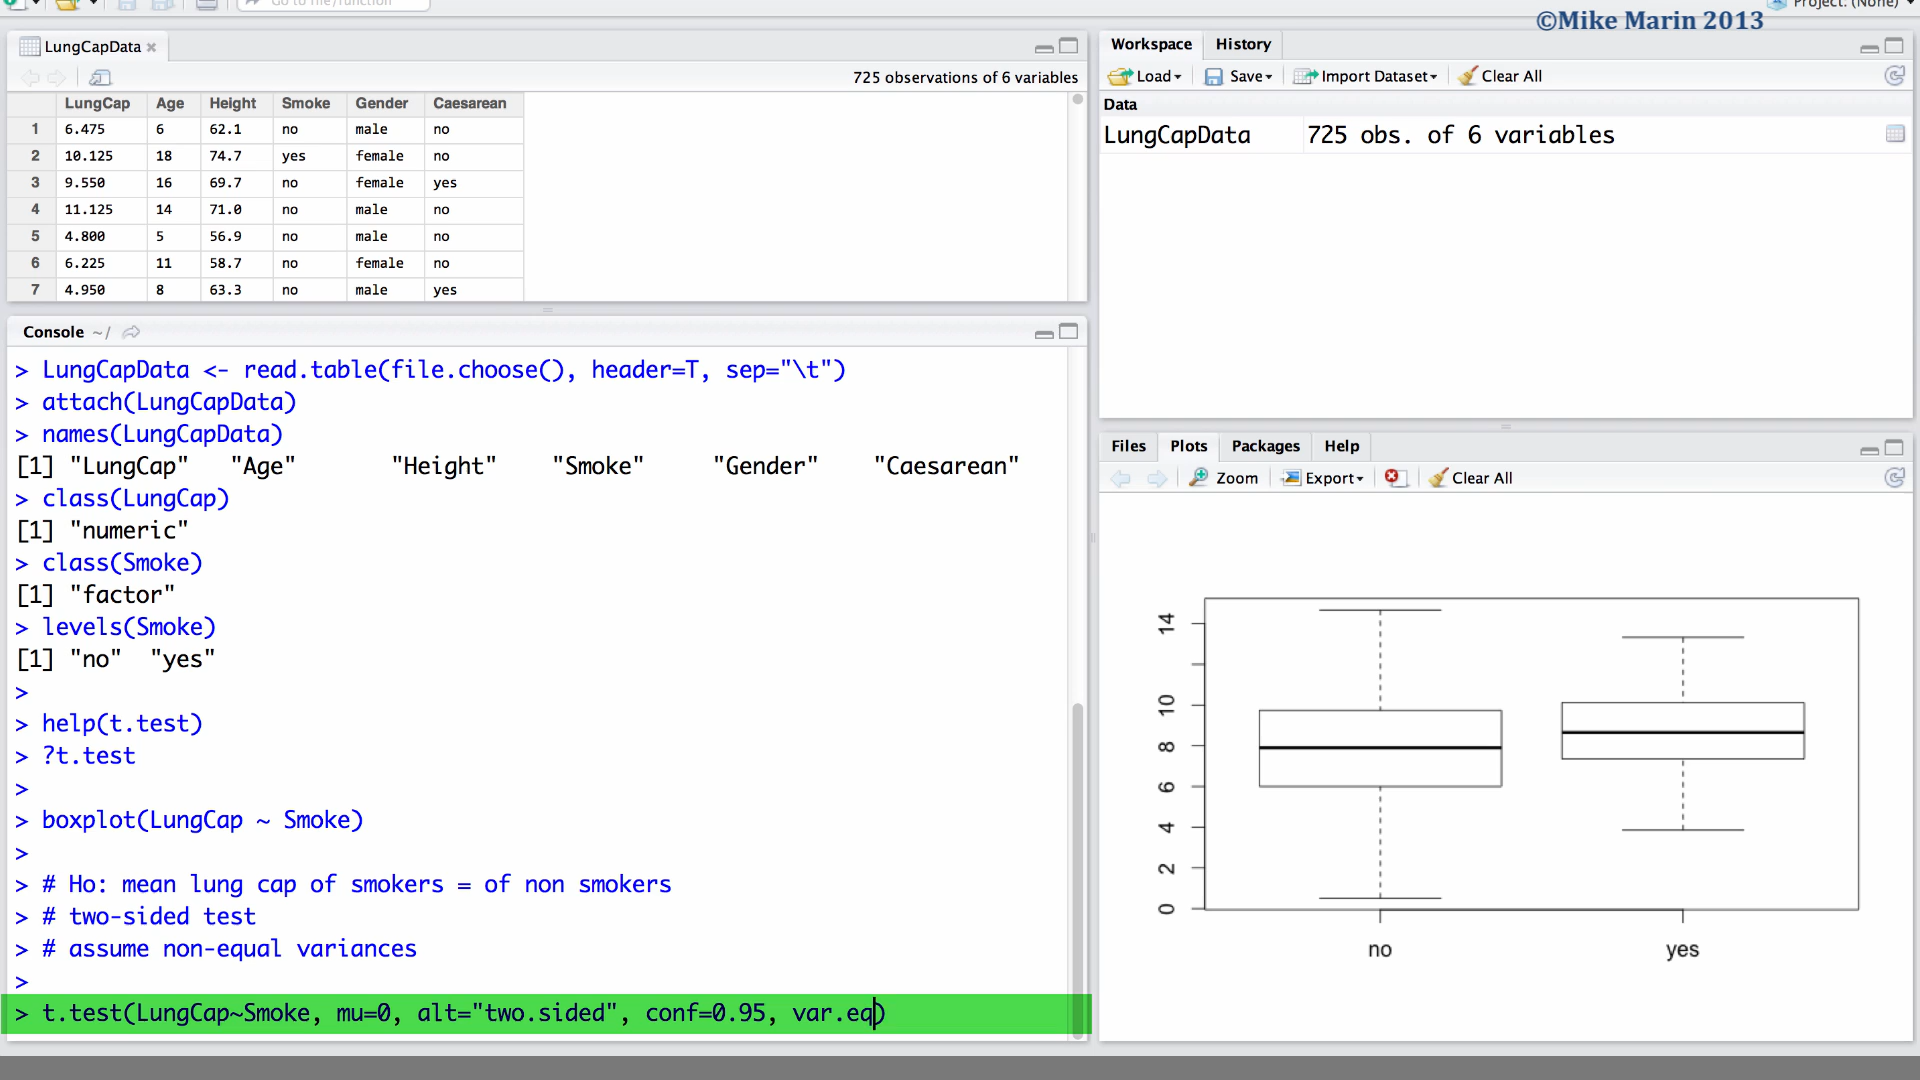 Go to file/function
Project: (None)
©Mike Marin 2013
LungCapData
725 observations of 6 variables
LungCap Age Height Smoke Gender Caesarean
1 6.475 6 62.1 no male no
2 10.125 18 74.7 yes female no
3 9.550 16 69.7 no female yes
4 11.125 14 71.0 no male no
5 4.800 5 56.9 no male no
6 6.225 11 58.7 no female no
7 4.950 8 63.3 no male yes
Console ~/
> LungCapData <- read.table(file.choose(), header=T, sep="\t")
> attach(LungCapData)
> names(LungCapData)
[1] "LungCap" "Age" "Height" "Smoke" "Gender" "Caesarean"
> class(LungCap)
[1] "numeric"
> class(Smoke)
[1] "factor"
> levels(Smoke)
[1] "no" "yes"
>
> help(t.test)
> ?t.test
>
> boxplot(LungCap ~ Smoke)
>
> # Ho: mean lung cap of smokers = of non smokers
> # two-sided test
> # assume non-equal variances
>
> t.test(LungCap~Smoke, mu=0, alt="two.sided", conf=0.95, var.eq)
Workspace History
Load Save Import Dataset Clear All
Data
LungCapData 725 obs. of 6 variables
Files Plots Packages Help
Zoom Export Clear All
14
10
8
6
4
2
0
no yes